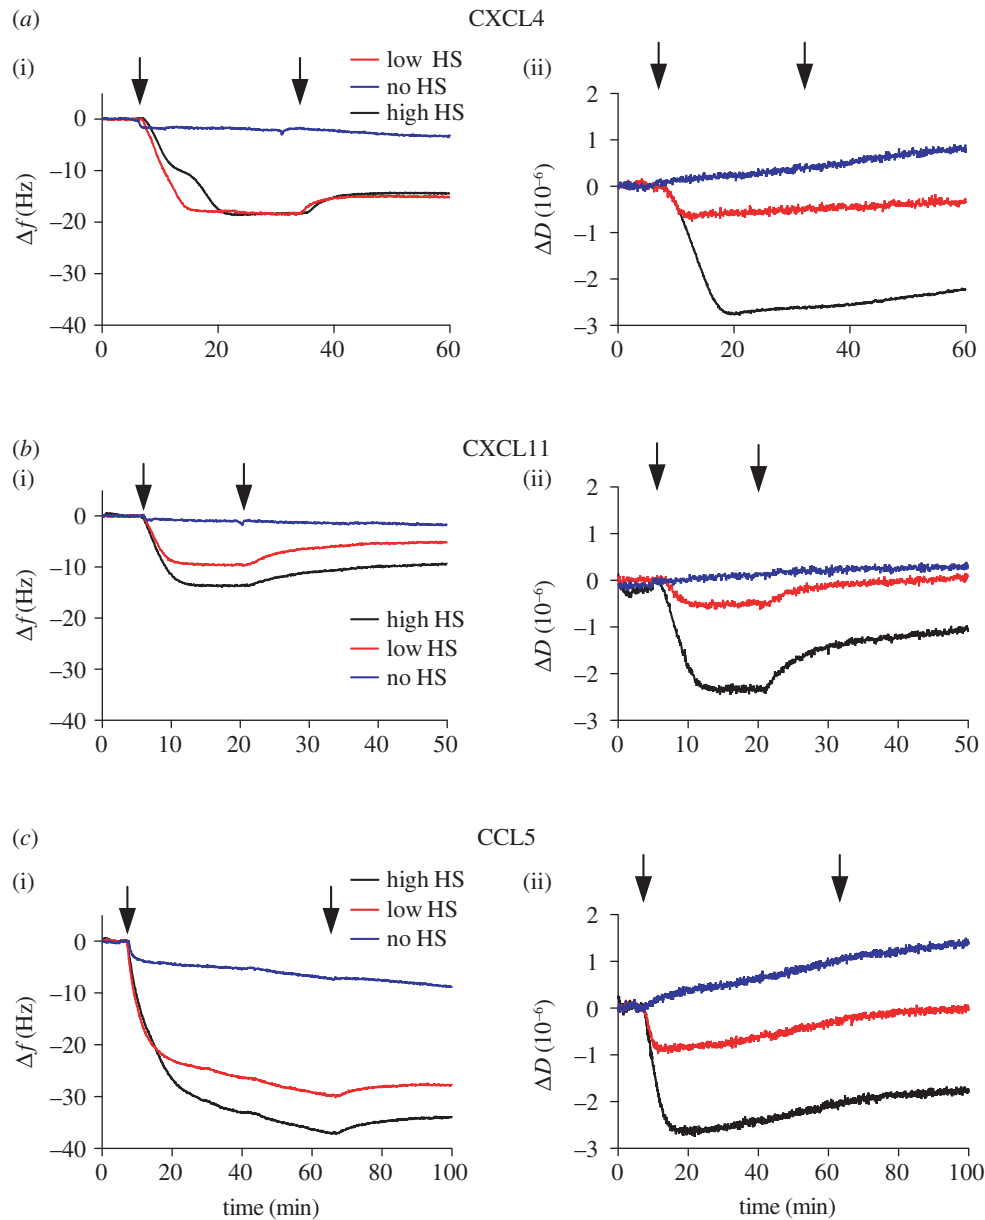 (a) CXCL4
(i) (ii)
low HS
no HS
high HS
5
0
–10
–20
–30
–40
Δf (Hz)
0 20 40 60
2
1
0
–1
–2
–3
ΔD (10–6)
0 20 40 60
(b) CXCL11
(i) (ii)
5
0
–10
–20
–30
–40
Δf (Hz)
high HS
low HS
no HS
0 10 20 30 40 50
2
1
0
–1
–2
–3
ΔD (10–6)
0 10 20 30 40 50
(c) CCL5
(i) (ii)
high HS
low HS
no HS
5
0
–10
–20
–30
–40
Δf (Hz)
0 20 40 60 80 100
time (min)
2
1
0
–1
–2
–3
ΔD (10–6)
0 20 40 60 80 100
time (min)